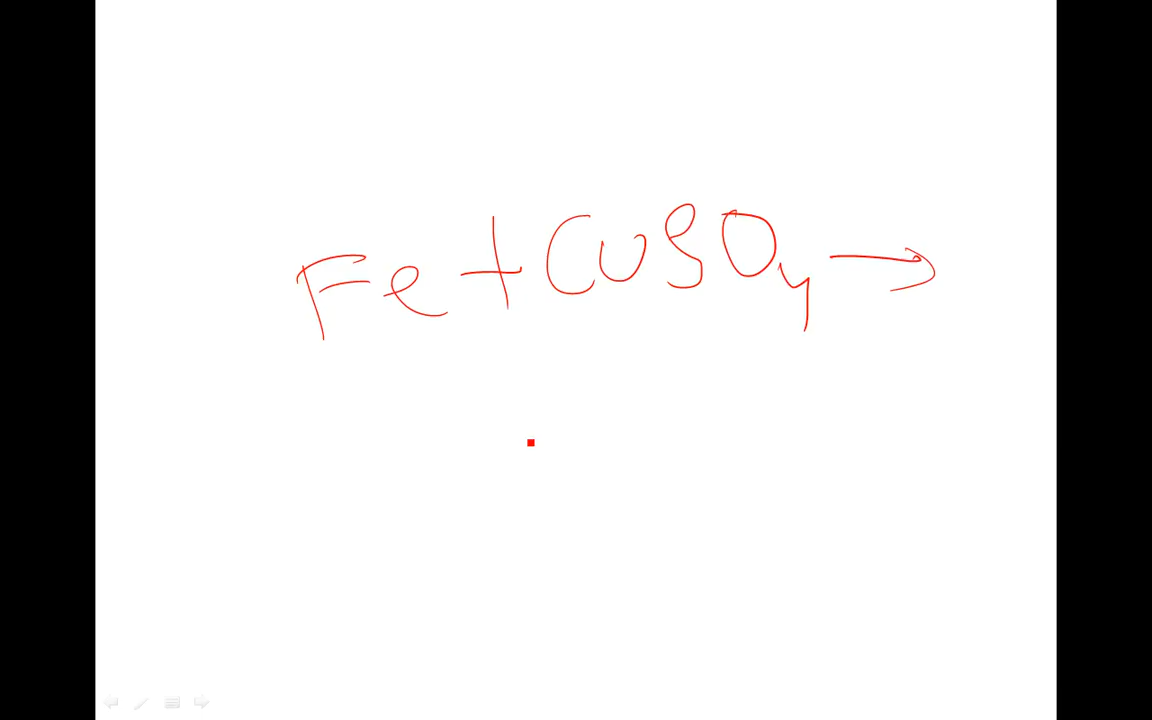 Fe + CuSO₄ →